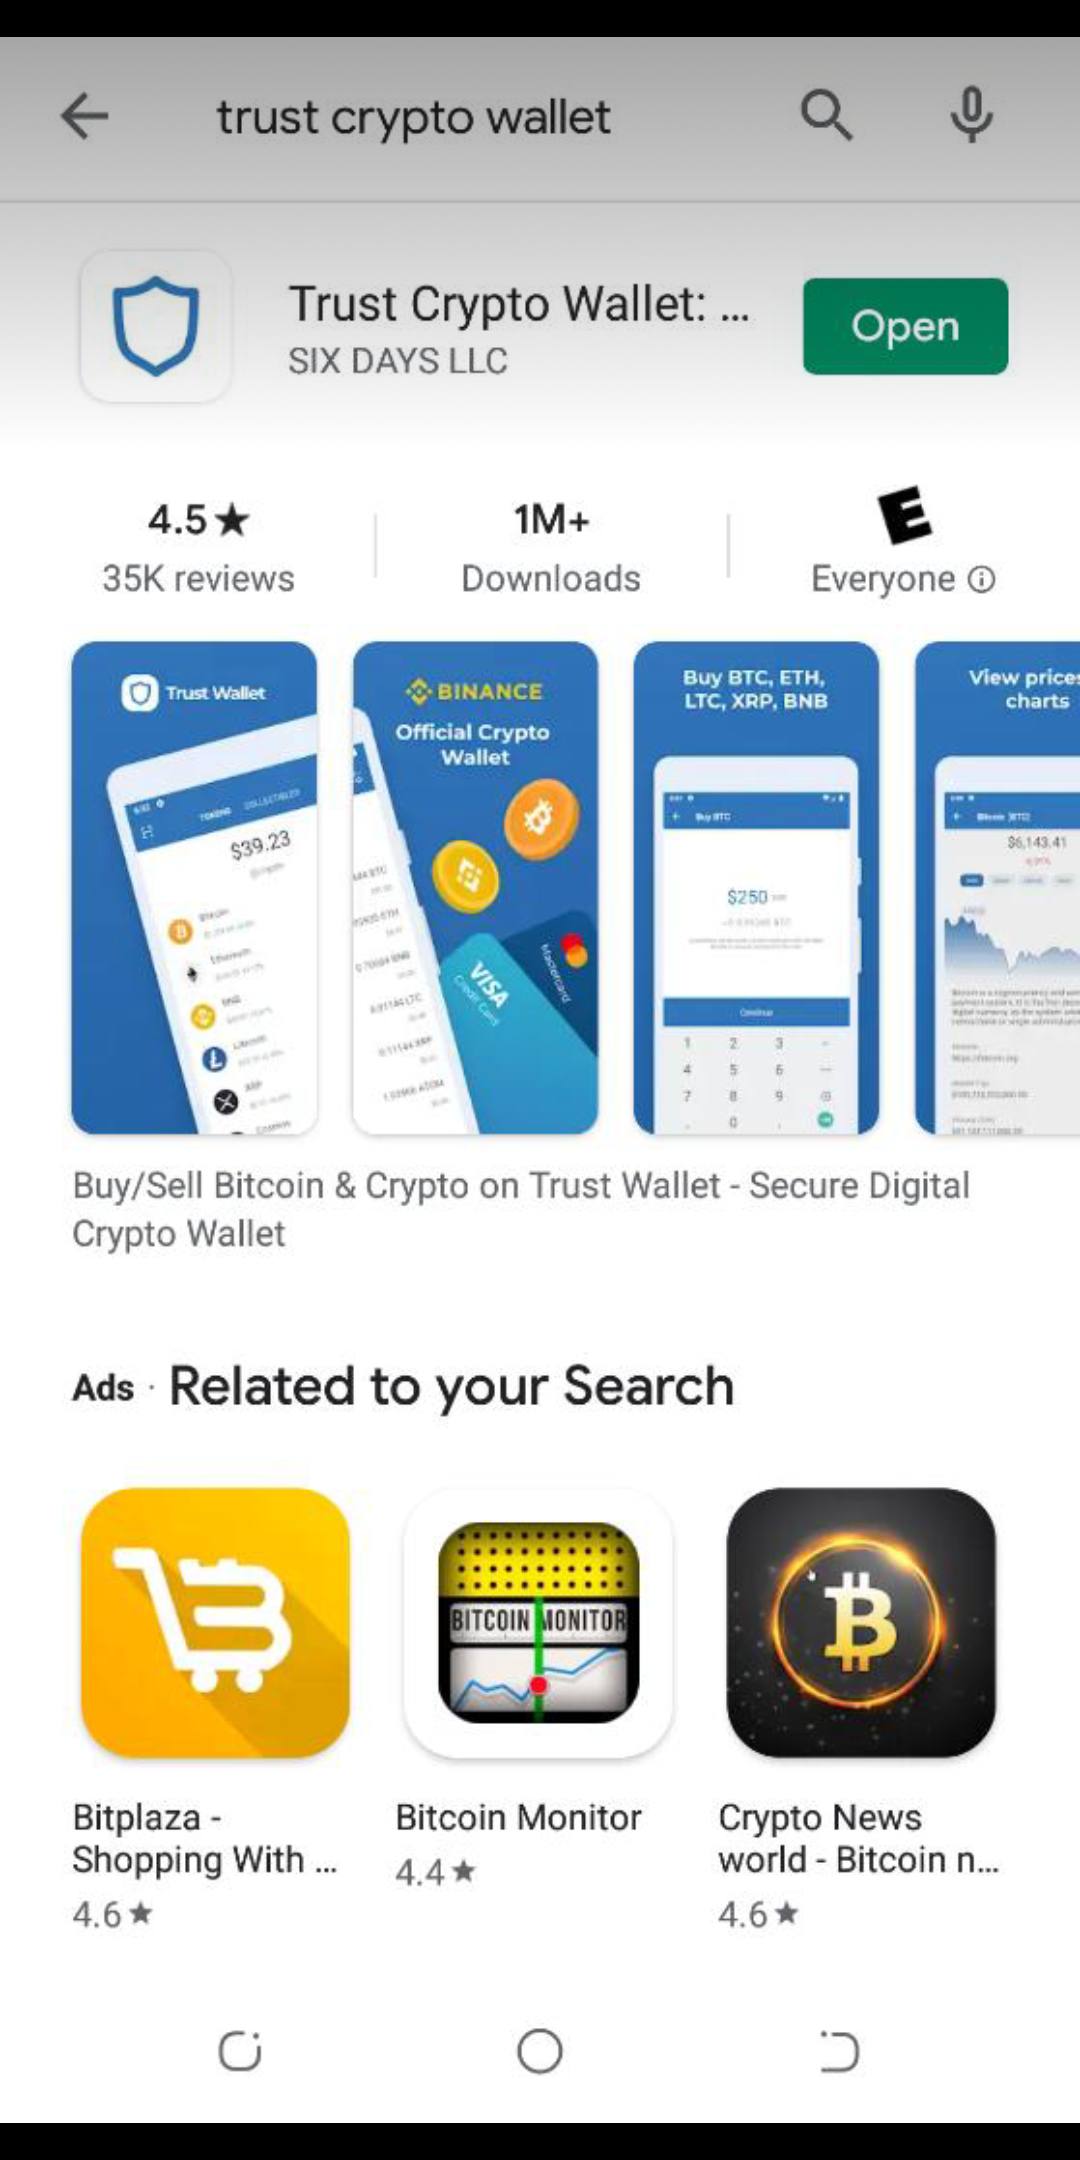 trust crypto wallet
Trust Crypto Wallet: ...
SIX DAYS LLC
Open
4.5★
35K reviews
1M+
Downloads
E
Everyone
Trust Wallet
TOKENS
COLLECTIBLES
$39.23
BINANCE
Official Crypto
Wallet
VISA
Credit Card
Mastercard
Buy BTC, ETH,
LTC, XRP, BNB
Buy BTC
$250
Continue
1 2 3
4 5 6
7 8 9
0
View prices
charts
$6,143.41
Buy/Sell Bitcoin & Crypto on Trust Wallet - Secure Digital
Crypto Wallet
Ads · Related to your Search
BITCOIN MONITOR
Bitplaza -
Shopping With ...
4.6★
Bitcoin Monitor
4.4★
Crypto News
world - Bitcoin n...
4.6★